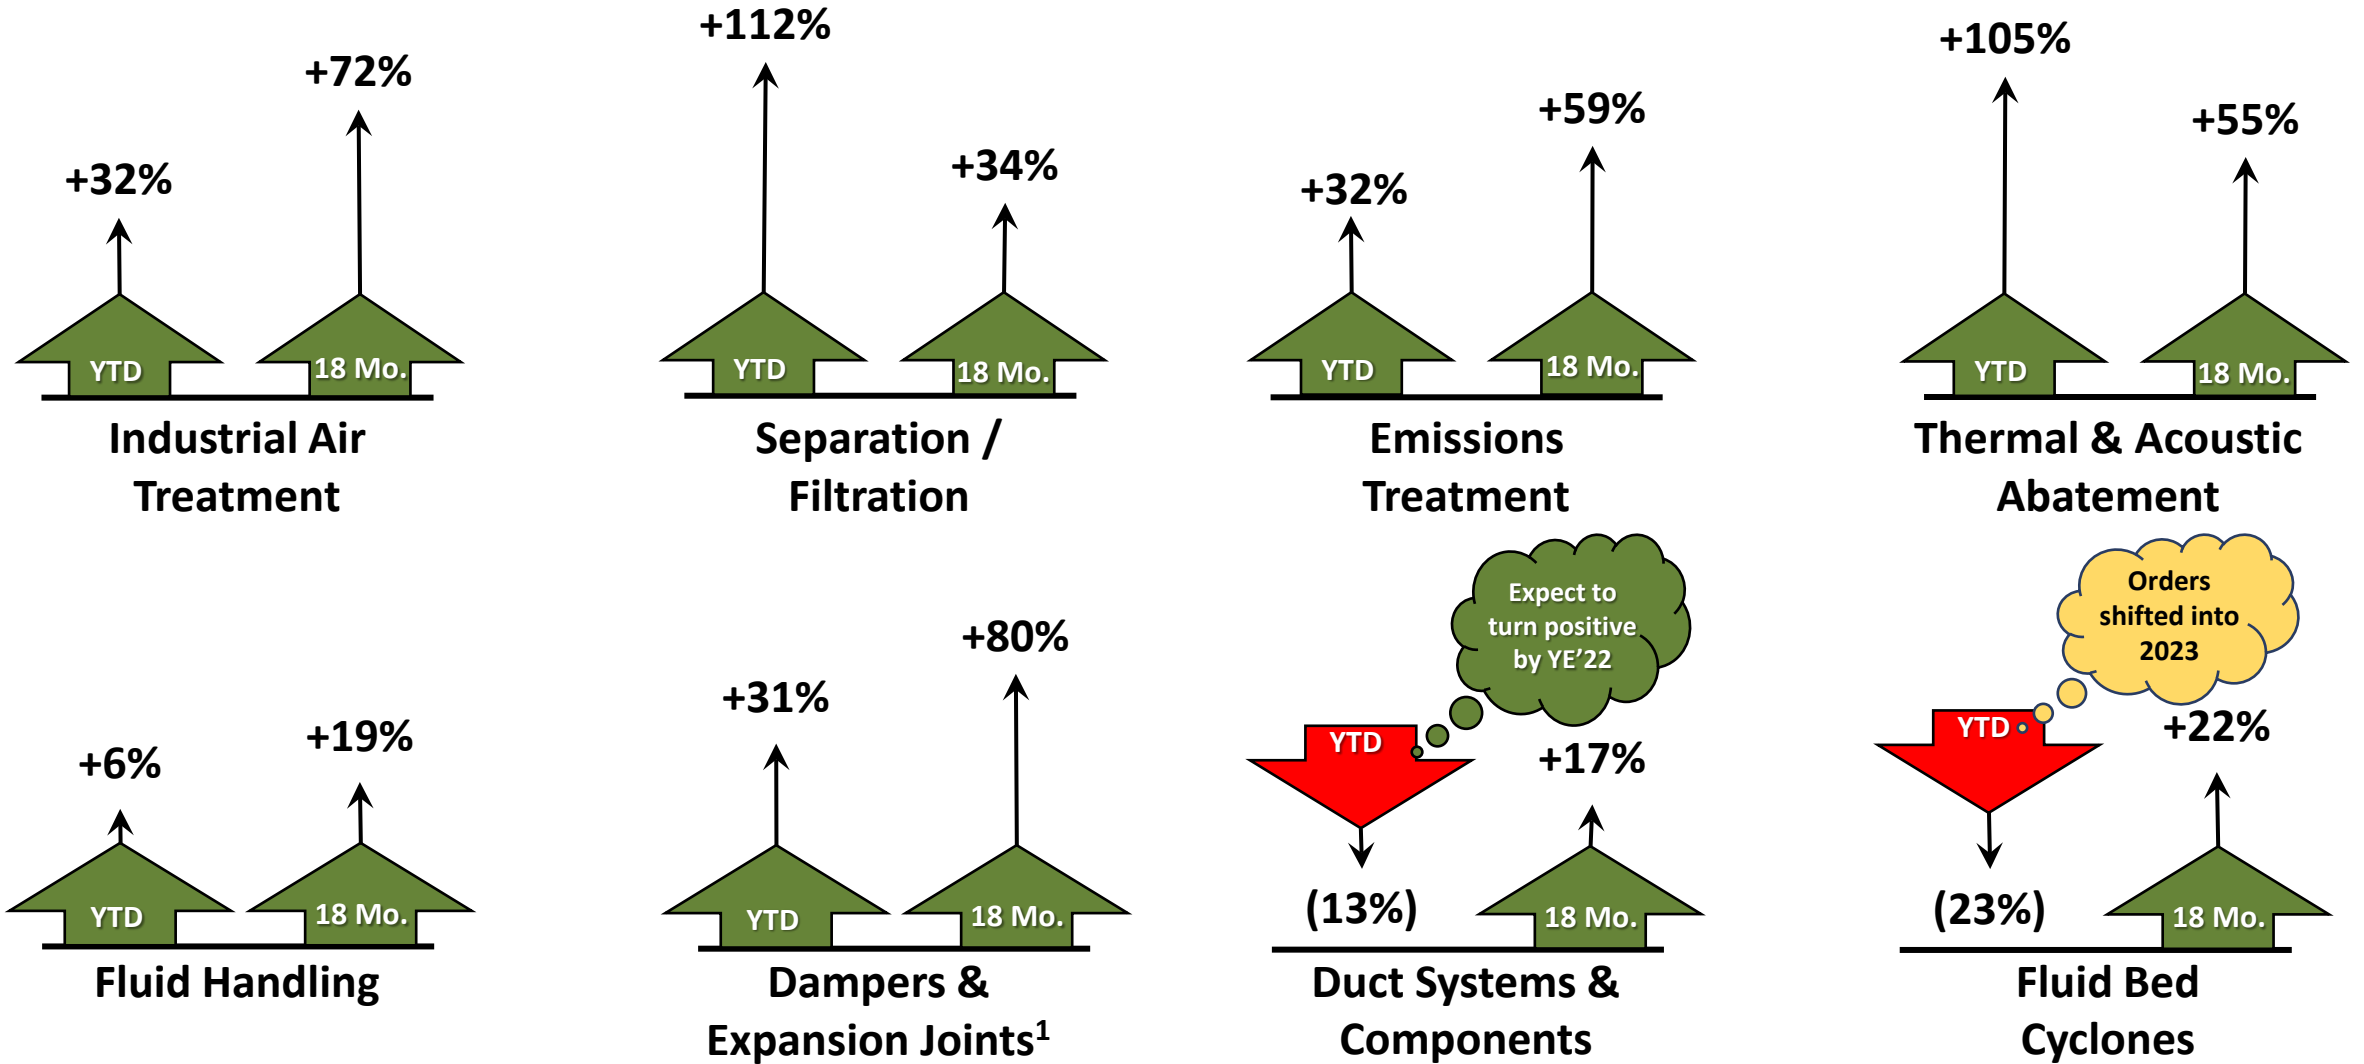 +32%
+72%
YTD
18 Mo.
Industrial Air
Treatment
+112%
+34%
YTD
18 Mo.
Separation /
Filtration
+32%
+59%
YTD
18 Mo.
Emissions
Treatment
+105%
+55%
YTD
18 Mo.
Thermal & Acoustic
Abatement
+6%
+19%
YTD
18 Mo.
Fluid Handling
+31%
+80%
YTD
18 Mo.
Dampers &
Expansion Joints¹
Expect to
turn positive
by YE’22
YTD
+17%
(13%)
18 Mo.
Duct Systems &
Components
Orders
shifted into
2023
YTD
+22%
(23%)
18 Mo.
Fluid Bed
Cyclones